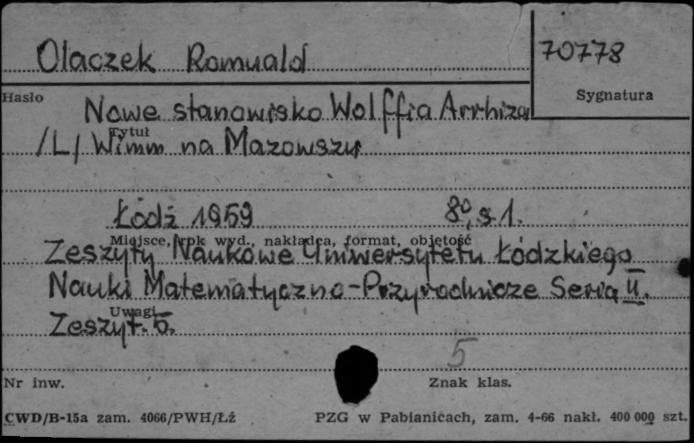 Olaczek Romuald
70778
Hasło
Sygnatura
Nowe stanowisko Wolffia Arrhiza
Tytuł
/L/ Wimm na Mazowszu
Łódź 1959 8°, s 1.
Miejsce, rok wyd., nakładca, format, objętość
Zeszyty Naukowe Uniwersytetu Łódzkiego
Nauki Matematyczno-Przyrodnicze Seria II.
Uwagi
Zeszyt. 5.
5
Nr inw.
Znak klas.
CWD/B-15a zam. 4066/PWH/Łż
PZG w Pabianicach, zam. 4-66 nakł. 400 000 szt.